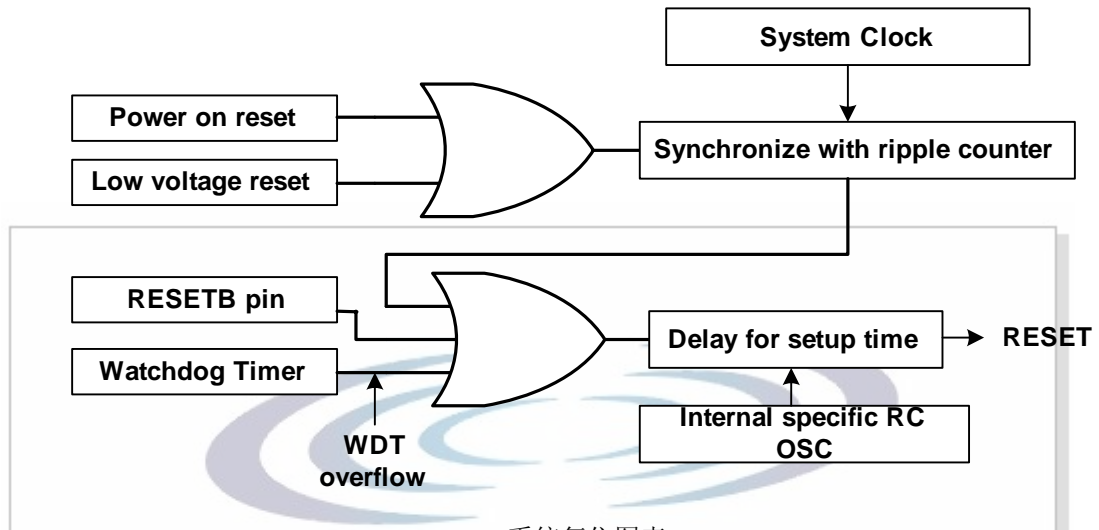 System Clock
Power on reset
Synchronize with ripple counter
Low voltage reset
RESETB pin
Delay for setup time
RESET
Watchdog Timer
Internal specific RC
OSC
WDT
overflow